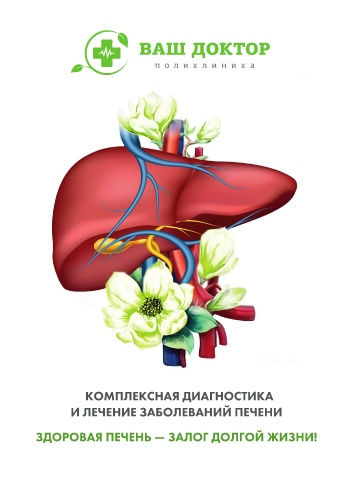 ВАШ ДОКТОР
поликлиника
КОМПЛЕКСНАЯ ДИАГНОСТИКА
И ЛЕЧЕНИЕ ЗАБОЛЕВАНИЙ ПЕЧЕНИ
ЗДОРОВАЯ ПЕЧЕНЬ — ЗАЛОГ ДОЛГОЙ ЖИЗНИ!